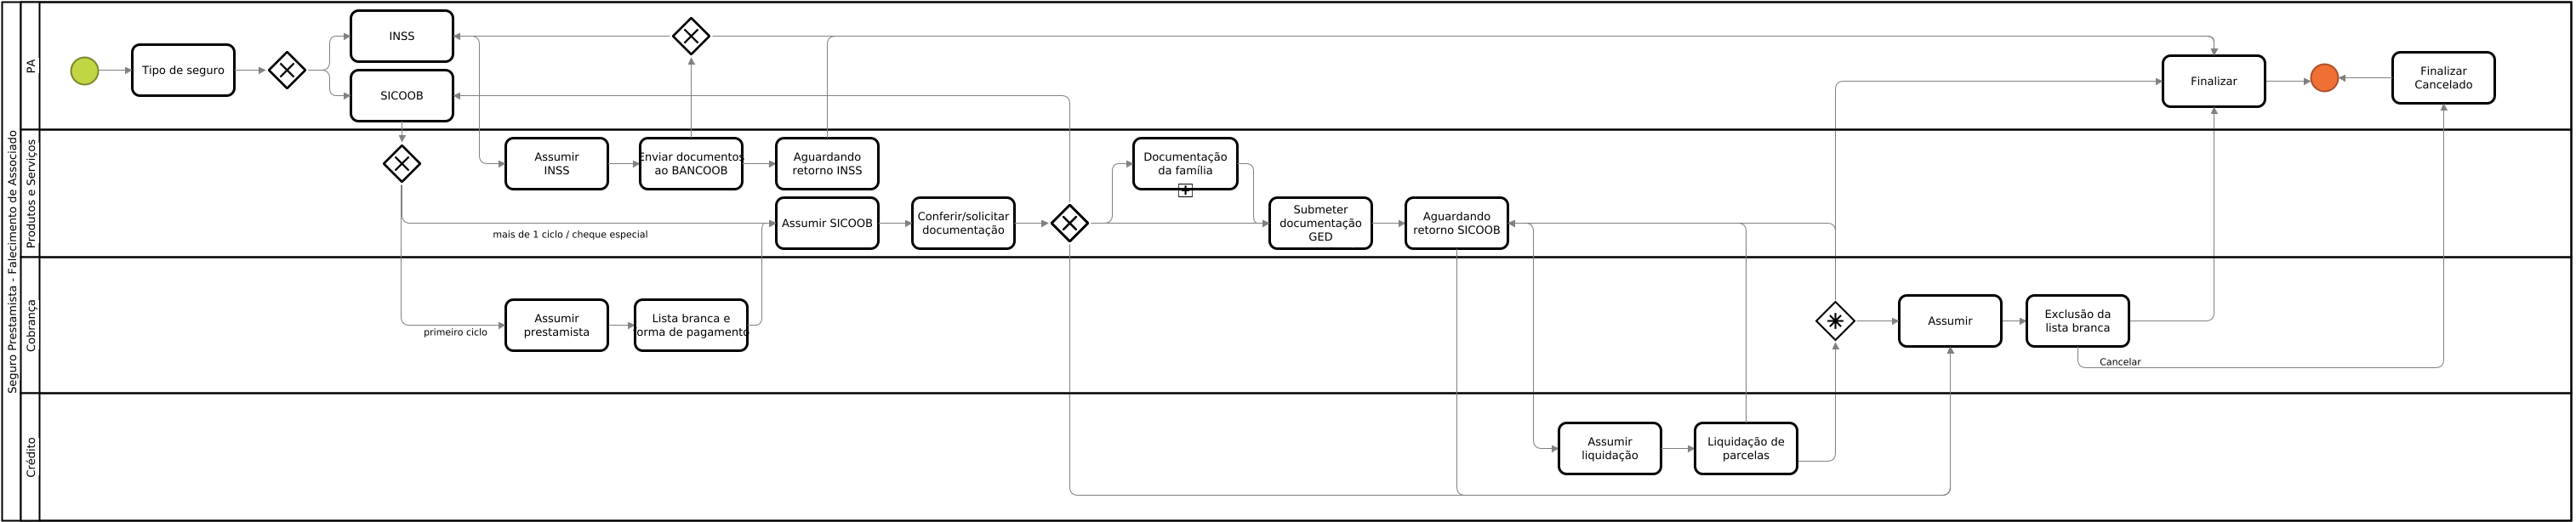 Seguro Prestamista - Falecimento de Associado
PA
Tipo de seguro
INSS
SICOOB
Finalizar
Finalizar
Cancelado
Produtos e Serviços
Assumir
INSS
Enviar documentos
ao BANCOOB
Aguardando
retorno INSS
Documentação
da família
mais de 1 ciclo / cheque especial
Assumir SICOOB
Conferir/solicitar
documentação
Submeter
documentação
GED
Aguardando
retorno SICOOB
Cobrança
primeiro ciclo
Assumir
prestamista
Lista branca e
forma de pagamento
Assumir
Exclusão da
lista branca
Cancelar
Crédito
Assumir
liquidação
Liquidação de
parcelas